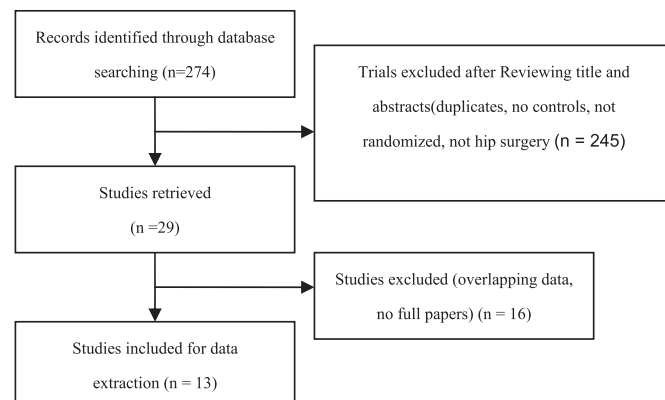 Records identified through database
searching (n=274)
Trials excluded after Reviewing title and
abstracts(duplicates, no controls, not
randomized, not hip surgery (n = 245)
Studies retrieved
(n =29)
Studies excluded (overlapping data,
no full papers) (n = 16)
Studies included for data
extraction (n = 13)